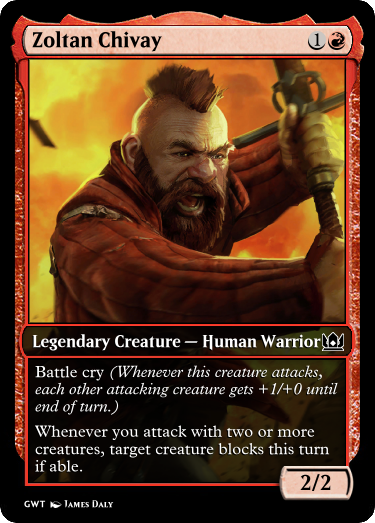 Zoltan Chivay 1
Legendary Creature — Human Warrior
Battle cry (Whenever this creature attacks,
each other attacking creature gets +1/+0 until
end of turn.)
Whenever you attack with two or more
creatures, target creature blocks this turn
if able.
2/2
GWT James Daly